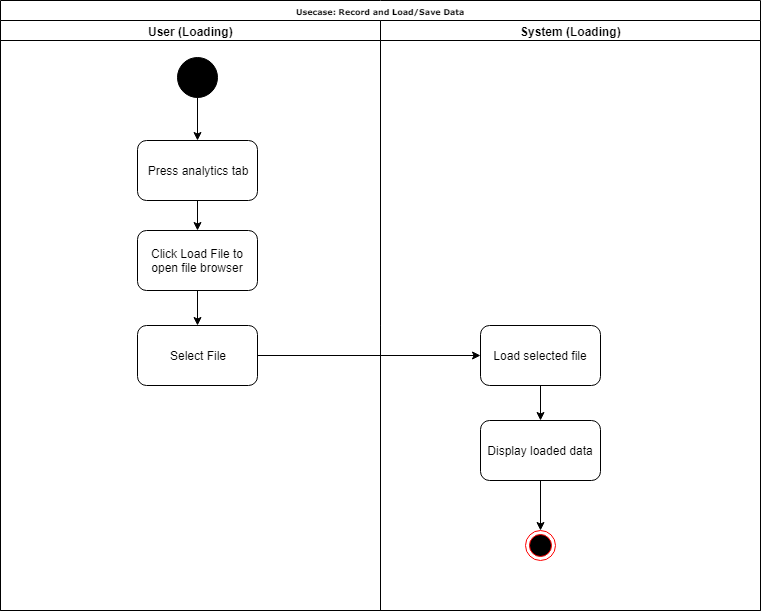 Usecase: Record and Load/Save Data
User (Loading)
System (Loading)
Press analytics tab
Click Load File to
open file browser
Select File
Load selected file
Display loaded data